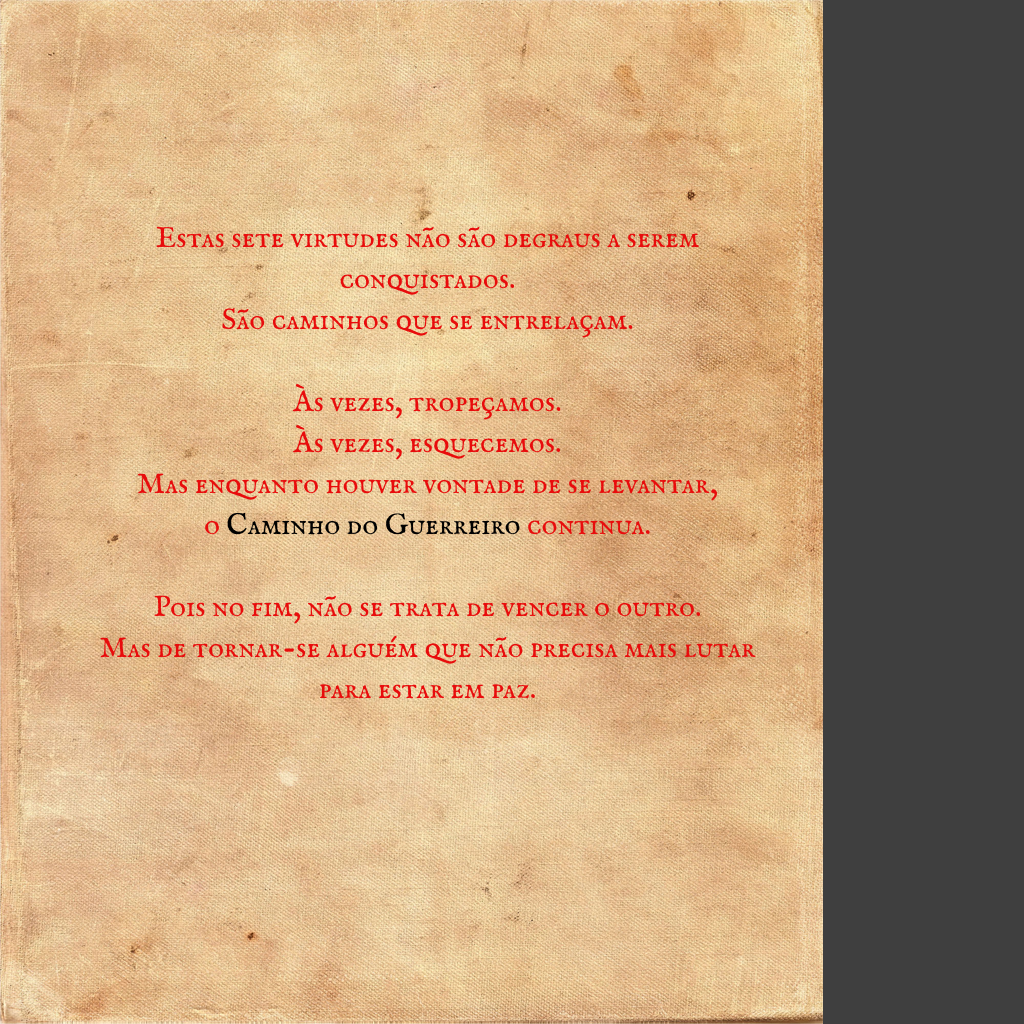 Estas sete virtudes não são degraus a serem
conquistados.
São caminhos que se entrelaçam.
Às vezes, tropeçamos.
Às vezes, esquecemos.
Mas enquanto houver vontade de se levantar,
o Caminho do Guerreiro continua.
Pois no fim, não se trata de vencer o outro.
Mas de tornar-se alguém que não precisa mais lutar
para estar em paz.